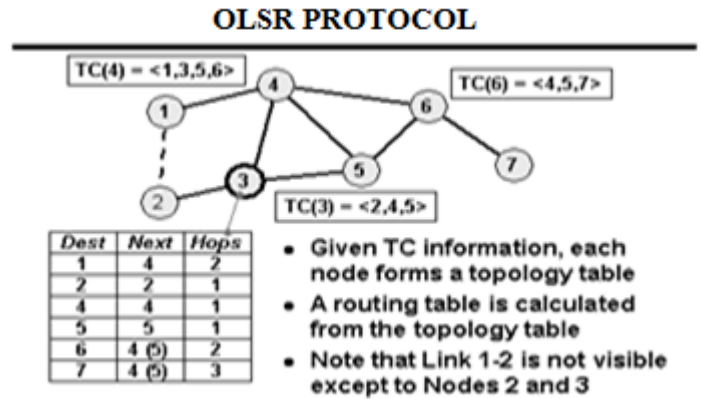 OLSR PROTOCOL
TC(4) = <1,3,5,6>
TC(6) = <4,5,7>
4
1
6
7
5
3
2
TC(3) = <2,4,5>
Dest Next Hops
1 4 2
2 2 1
4 4 1
5 5 1
6 4 (5) 2
7 4 (5) 3
• Given TC information, each
node forms a topology table
• A routing table is calculated
from the topology table
• Note that Link 1-2 is not visible
except to Nodes 2 and 3